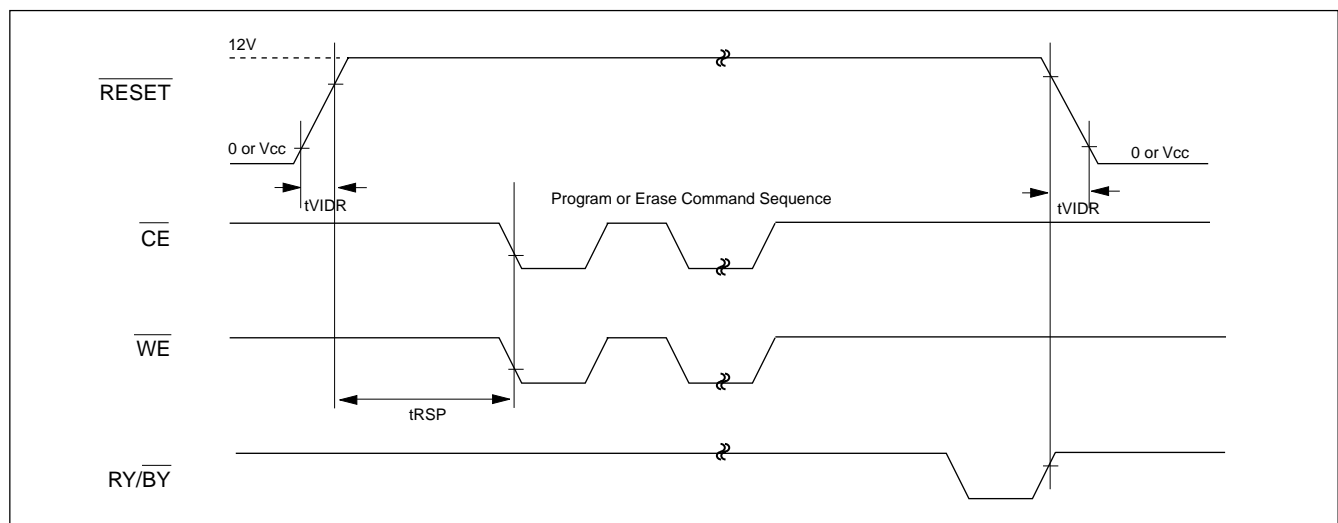 12V
RESET
0 or Vcc
0 or Vcc
tVIDR
tVIDR
Program or Erase Command Sequence
CE
WE
tRSP
RY/BY